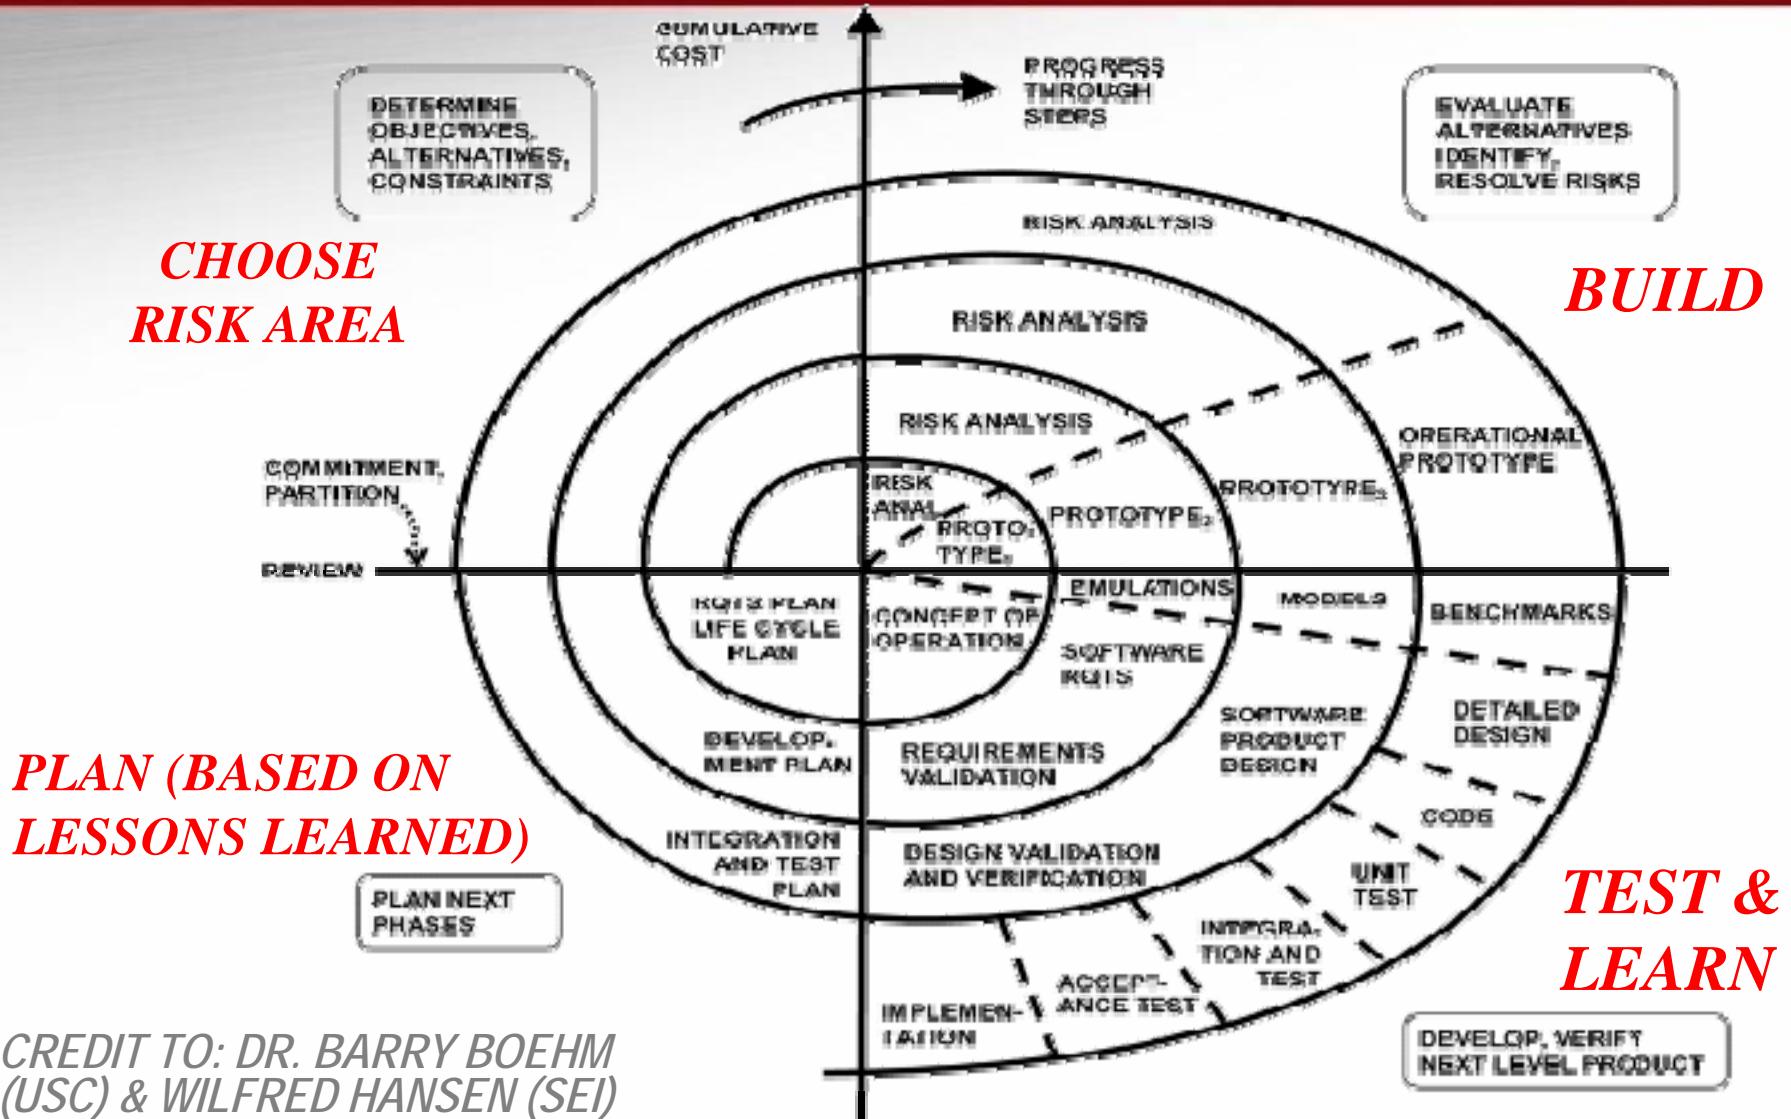 CUMULATIVE
COST
PROGRESS
THROUGH
STEPS
DETERMINE
OBJECTIVES,
ALTERNATIVES,
CONSTRAINTS
EVALUATE
ALTERNATIVES
IDENTIFY,
RESOLVE RISKS
CHOOSE
RISK AREA
BUILD
RISK ANALYSIS
RISK ANALYSIS
RISK ANALYSIS
RISK
ANAL.
PROTO-
TYPE
PROTOTYPE₂
PROTOTYPE₃
OPERATIONAL
PROTOTYPE
COMMITMENT,
PARTITION
REVIEW
RQTS PLAN
LIFE CYCLE
PLAN
CONCEPT OF
OPERATION
EMULATIONS
MODELS
BENCHMARKS
SOFTWARE
RQTS
SOFTWARE
PRODUCT
DESIGN
DETAILED
DESIGN
DEVELOP-
MENT PLAN
REQUIREMENTS
VALIDATION
CODE
PLAN (BASED ON
LESSONS LEARNED)
INTEGRATION
AND TEST
PLAN
DESIGN VALIDATION
AND VERIFICATION
UNIT
TEST
TEST &
LEARN
PLAN NEXT
PHASES
INTEGRA-
TION AND
TEST
ACCEPT-
ANCE TEST
IMPLEMEN-
TATION
DEVELOP, VERIFY
NEXT LEVEL PRODUCT
CREDIT TO: DR. BARRY BOEHM
(USC) & WILFRED HANSEN (SEI)